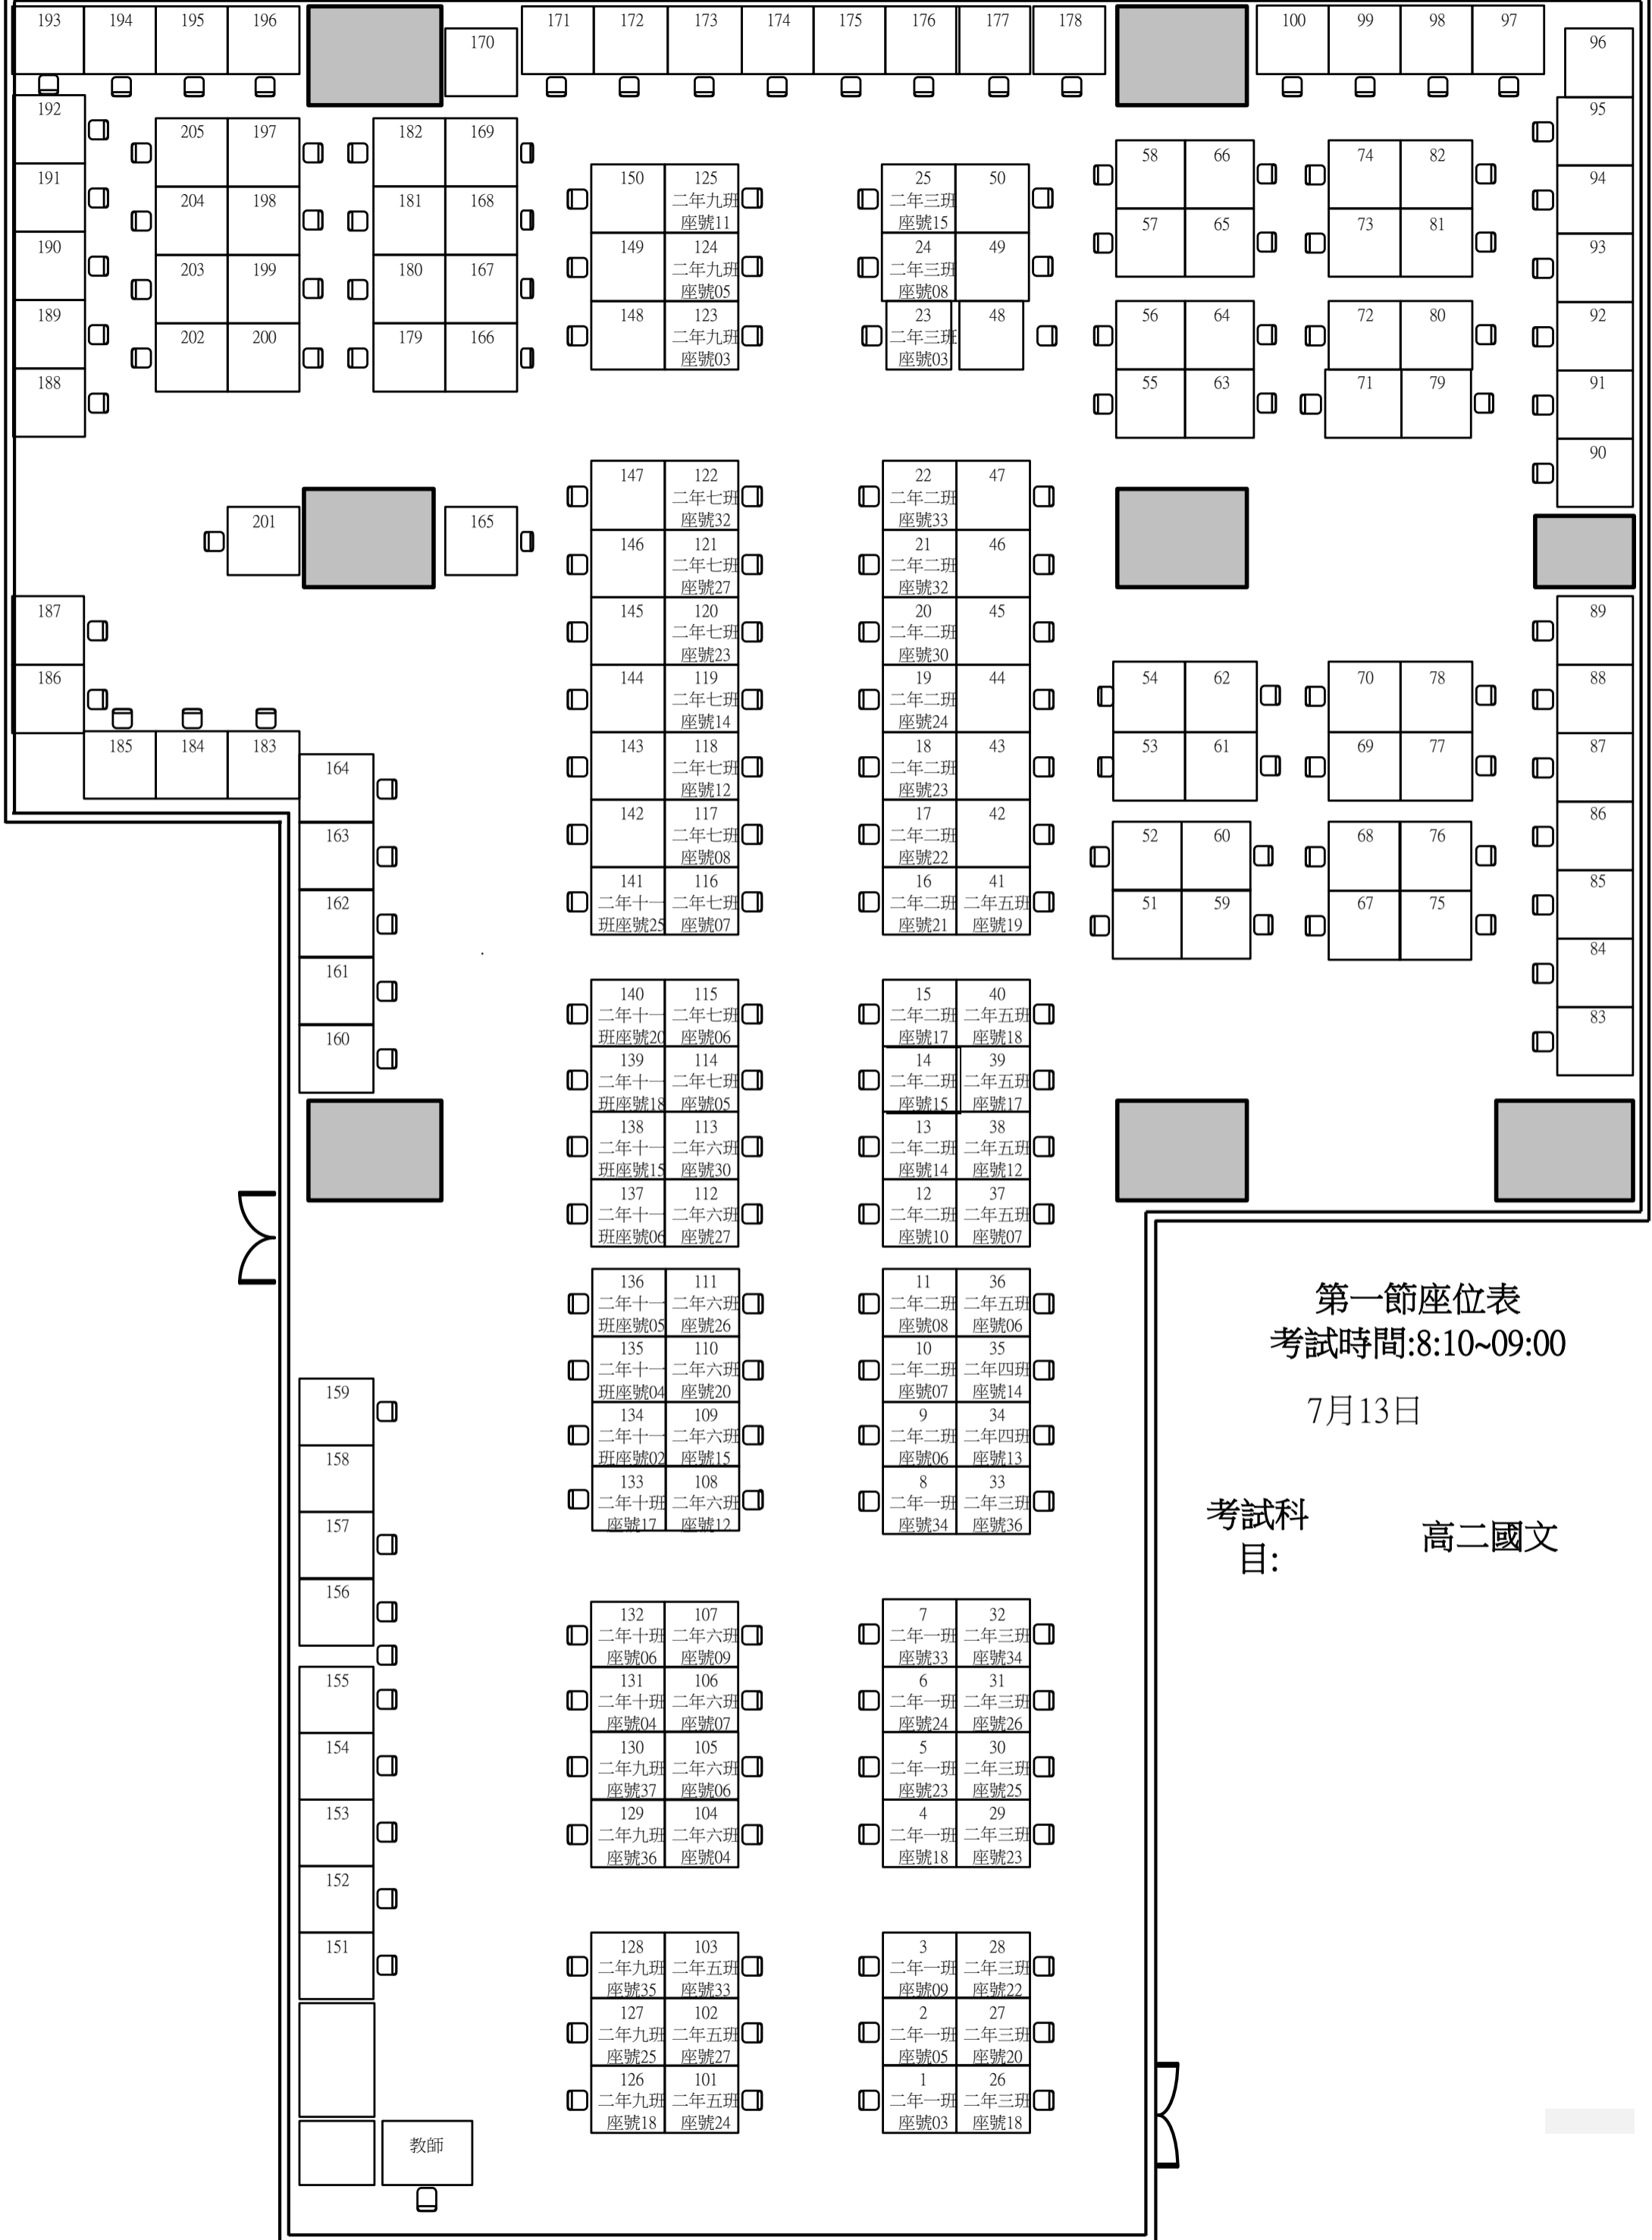 193
194
195
196
170
171
172
173
174
175
176
177
178
100
99
98
97
96
192
191
190
189
188
205
197
204
198
203
199
202
200
182
169
181
168
180
167
179
166
150
125
二年九班
座號11
149
124
二年九班
座號05
148
123
二年九班
座號03
25
二年三班
座號15
50
24
二年三班
座號08
49
23
二年三班
座號03
48
58
66
57
65
56
64
55
63
74
82
73
81
72
80
71
79
95
94
93
92
91
90
201
165
187
186
185
184
183
147
122
二年七班
座號32
146
121
二年七班
座號27
145
120
二年七班
座號23
144
119
二年七班
座號14
143
118
二年七班
座號12
142
117
二年七班
座號08
141
二年十一
班座號25
116
二年七班
座號07
22
二年二班
座號33
47
21
二年二班
座號32
46
20
二年二班
座號30
45
19
二年二班
座號24
44
18
二年二班
座號23
43
17
二年二班
座號22
42
16
二年二班
座號21
41
二年五班
座號19
54
62
53
61
52
60
51
59
70
78
69
77
68
76
67
75
89
88
87
86
85
84
83
164
163
162
161
160
140
二年十一
班座號20
115
二年七班
座號06
139
二年十一
班座號18
114
二年七班
座號05
138
二年十一
班座號15
113
二年六班
座號30
137
二年十一
班座號06
112
二年六班
座號27
15
二年二班
座號17
40
二年五班
座號18
14
二年二班
座號15
39
二年五班
座號17
13
二年二班
座號14
38
二年五班
座號12
12
二年二班
座號10
37
二年五班
座號07
136
二年十一
班座號05
111
二年六班
座號26
135
二年十一
班座號04
110
二年六班
座號20
134
二年十一
班座號02
109
二年六班
座號15
133
二年十班
座號17
108
二年六班
座號12
11
二年二班
座號08
36
二年五班
座號06
10
二年二班
座號07
35
二年四班
座號14
9
二年二班
座號06
34
二年四班
座號13
8
二年一班
座號34
33
二年三班
座號36
第一節座位表
考試時間:8:10~09:00
7月13日
考試科
目:
高二國文
159
158
157
156
155
154
153
152
151
132
二年十班
座號06
107
二年六班
座號09
131
二年十班
座號04
106
二年六班
座號07
130
二年九班
座號37
105
二年六班
座號06
129
二年九班
座號36
104
二年六班
座號04
7
二年一班
座號33
32
二年三班
座號34
6
二年一班
座號24
31
二年三班
座號26
5
二年一班
座號23
30
二年三班
座號25
4
二年一班
座號18
29
二年三班
座號23
128
二年九班
座號35
103
二年五班
座號33
127
二年九班
座號25
102
二年五班
座號27
126
二年九班
座號18
101
二年五班
座號24
3
二年一班
座號09
28
二年三班
座號22
2
二年一班
座號05
27
二年三班
座號20
1
二年一班
座號03
26
二年三班
座號18
教師